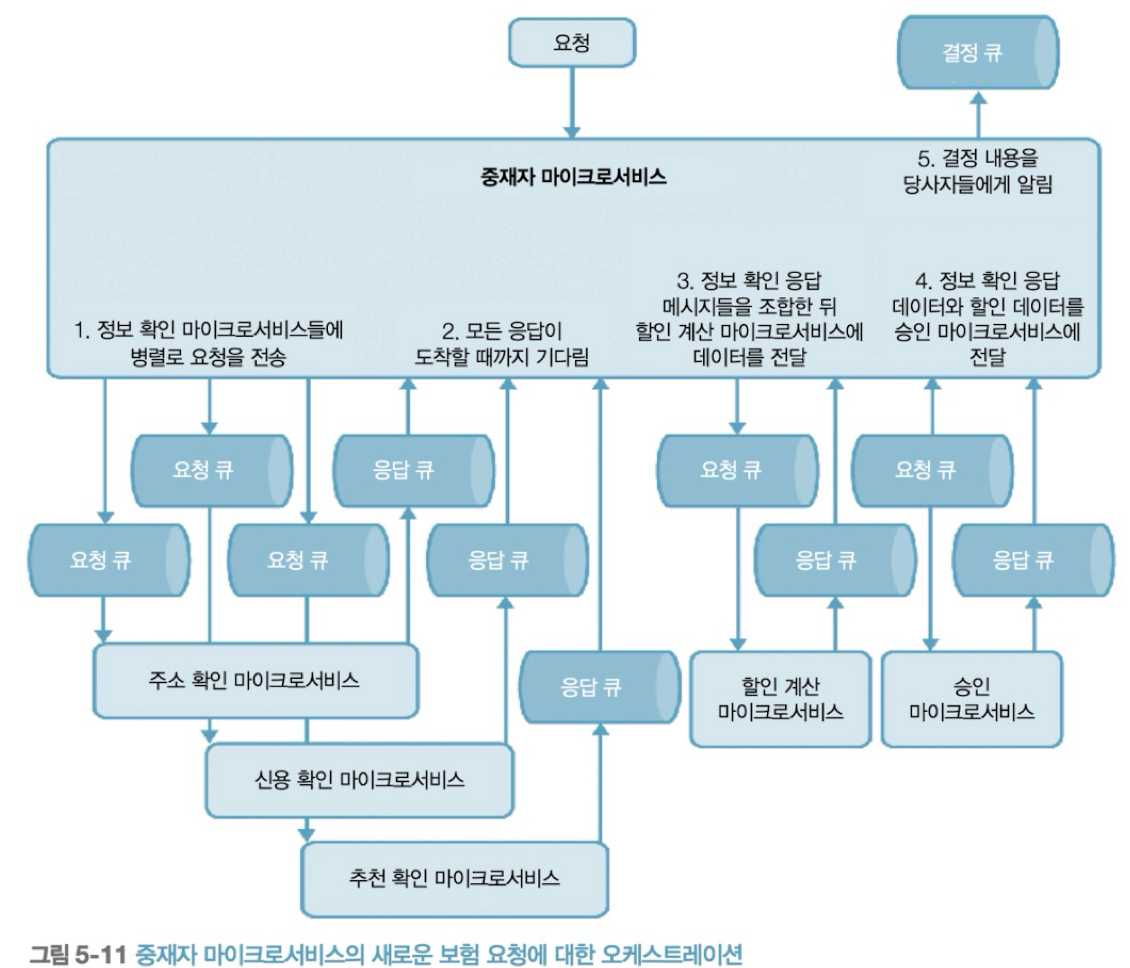 요청
결정 큐
중재자 마이크로서비스
5. 결정 내용을
당사자들에게 알림
1. 정보 확인 마이크로서비스들에
병렬로 요청을 전송
2. 모든 응답이
도착할 때까지 기다림
3. 정보 확인 응답
메시지들을 조합한 뒤
할인 계산 마이크로서비스에
데이터를 전달
4. 정보 확인 응답
데이터와 할인 데이터를
승인 마이크로서비스에
전달
요청 큐
응답 큐
요청 큐
요청 큐
요청 큐
요청 큐
응답 큐
응답 큐
응답 큐
주소 확인 마이크로서비스
응답 큐
할인 계산
마이크로서비스
승인
마이크로서비스
신용 확인 마이크로서비스
추천 확인 마이크로서비스
그림 5-11 중재자 마이크로서비스의 새로운 보험 요청에 대한 오케스트레이션